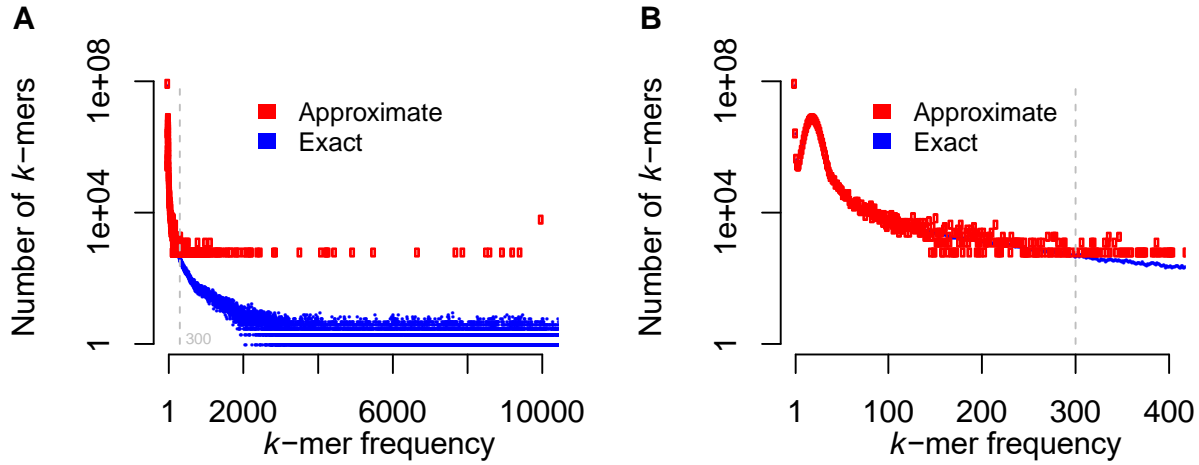 A
Number of k−mers
1e+08
1e+04
1
Approximate
Exact
300
1
2000
6000
10000
k−mer frequency
B
Number of k−mers
1e+08
1e+04
1
Approximate
Exact
1
100
200
300
400
k−mer frequency